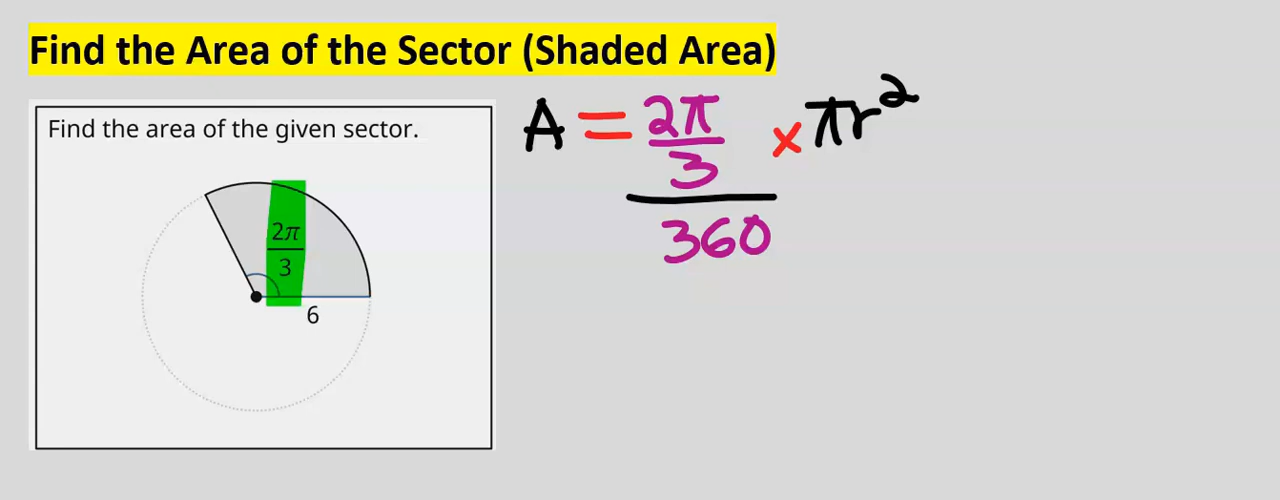 Find the Area of the Sector (Shaded Area)
Find the area of the given sector.
2π
3
6
A = 2π × πr²
3
360